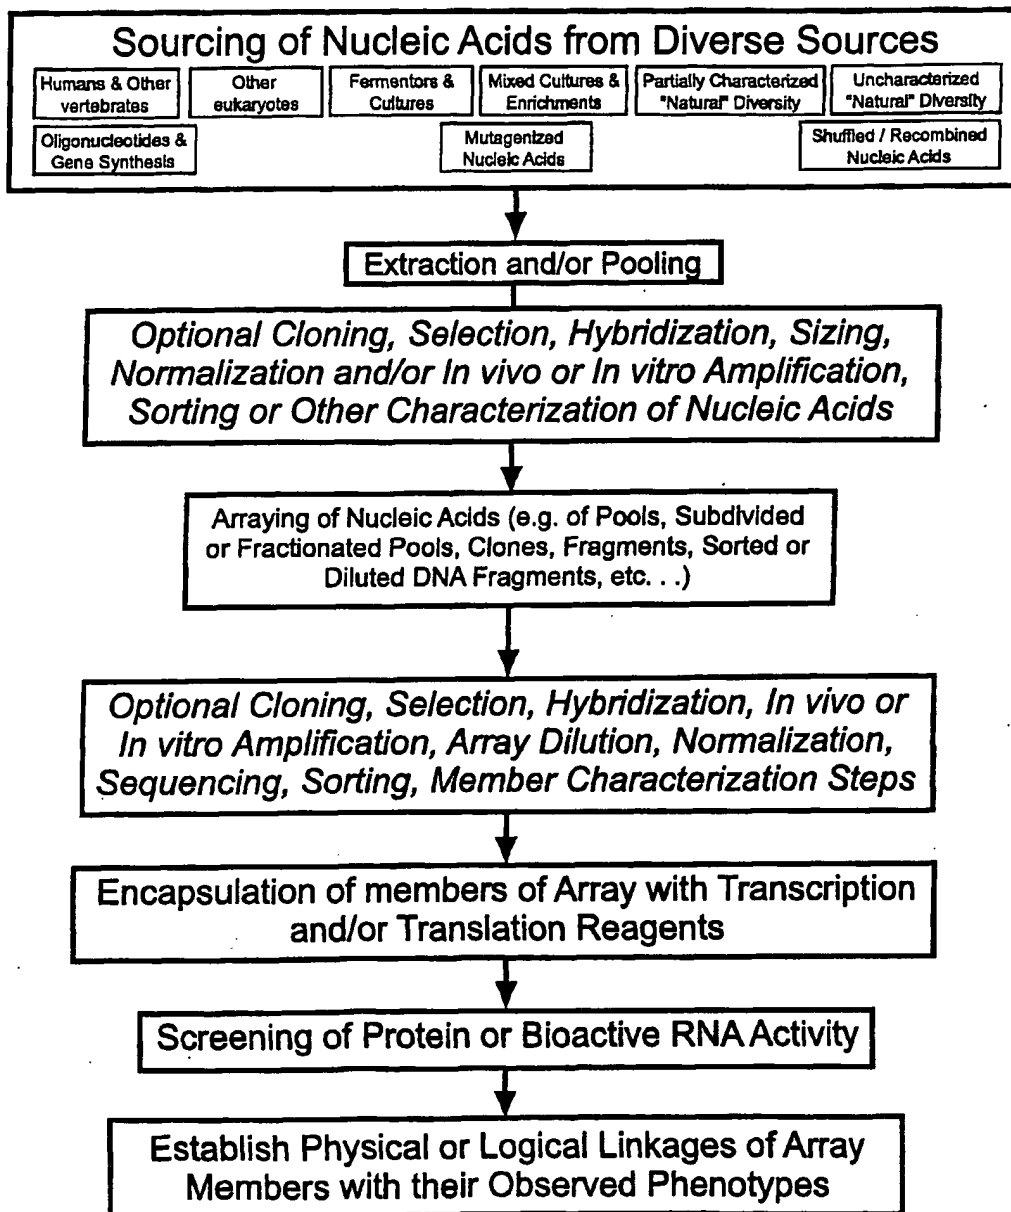 Sourcing of Nucleic Acids from Diverse Sources
Humans & Other
vertebrates
Other
eukaryotes
Fermentors &
Cultures
Mixed Cultures &
Enrichments
Partially Characterized
"Natural" Diversity
Uncharacterized
"Natural" Diversity
Oligonucleotides &
Gene Synthesis
Mutagenized
Nucleic Acids
Shuffled / Recombined
Nucleic Acids
Extraction and/or Pooling
Optional Cloning, Selection, Hybridization, Sizing,
Normalization and/or In vivo or In vitro Amplification,
Sorting or Other Characterization of Nucleic Acids
Arraying of Nucleic Acids (e.g. of Pools, Subdivided
or Fractionated Pools, Clones, Fragments, Sorted or
Diluted DNA Fragments, etc. . .)
Optional Cloning, Selection, Hybridization, In vivo or
In vitro Amplification, Array Dilution, Normalization,
Sequencing, Sorting, Member Characterization Steps
Encapsulation of members of Array with Transcription
and/or Translation Reagents
Screening of Protein or Bioactive RNA Activity
Establish Physical or Logical Linkages of Array
Members with their Observed Phenotypes